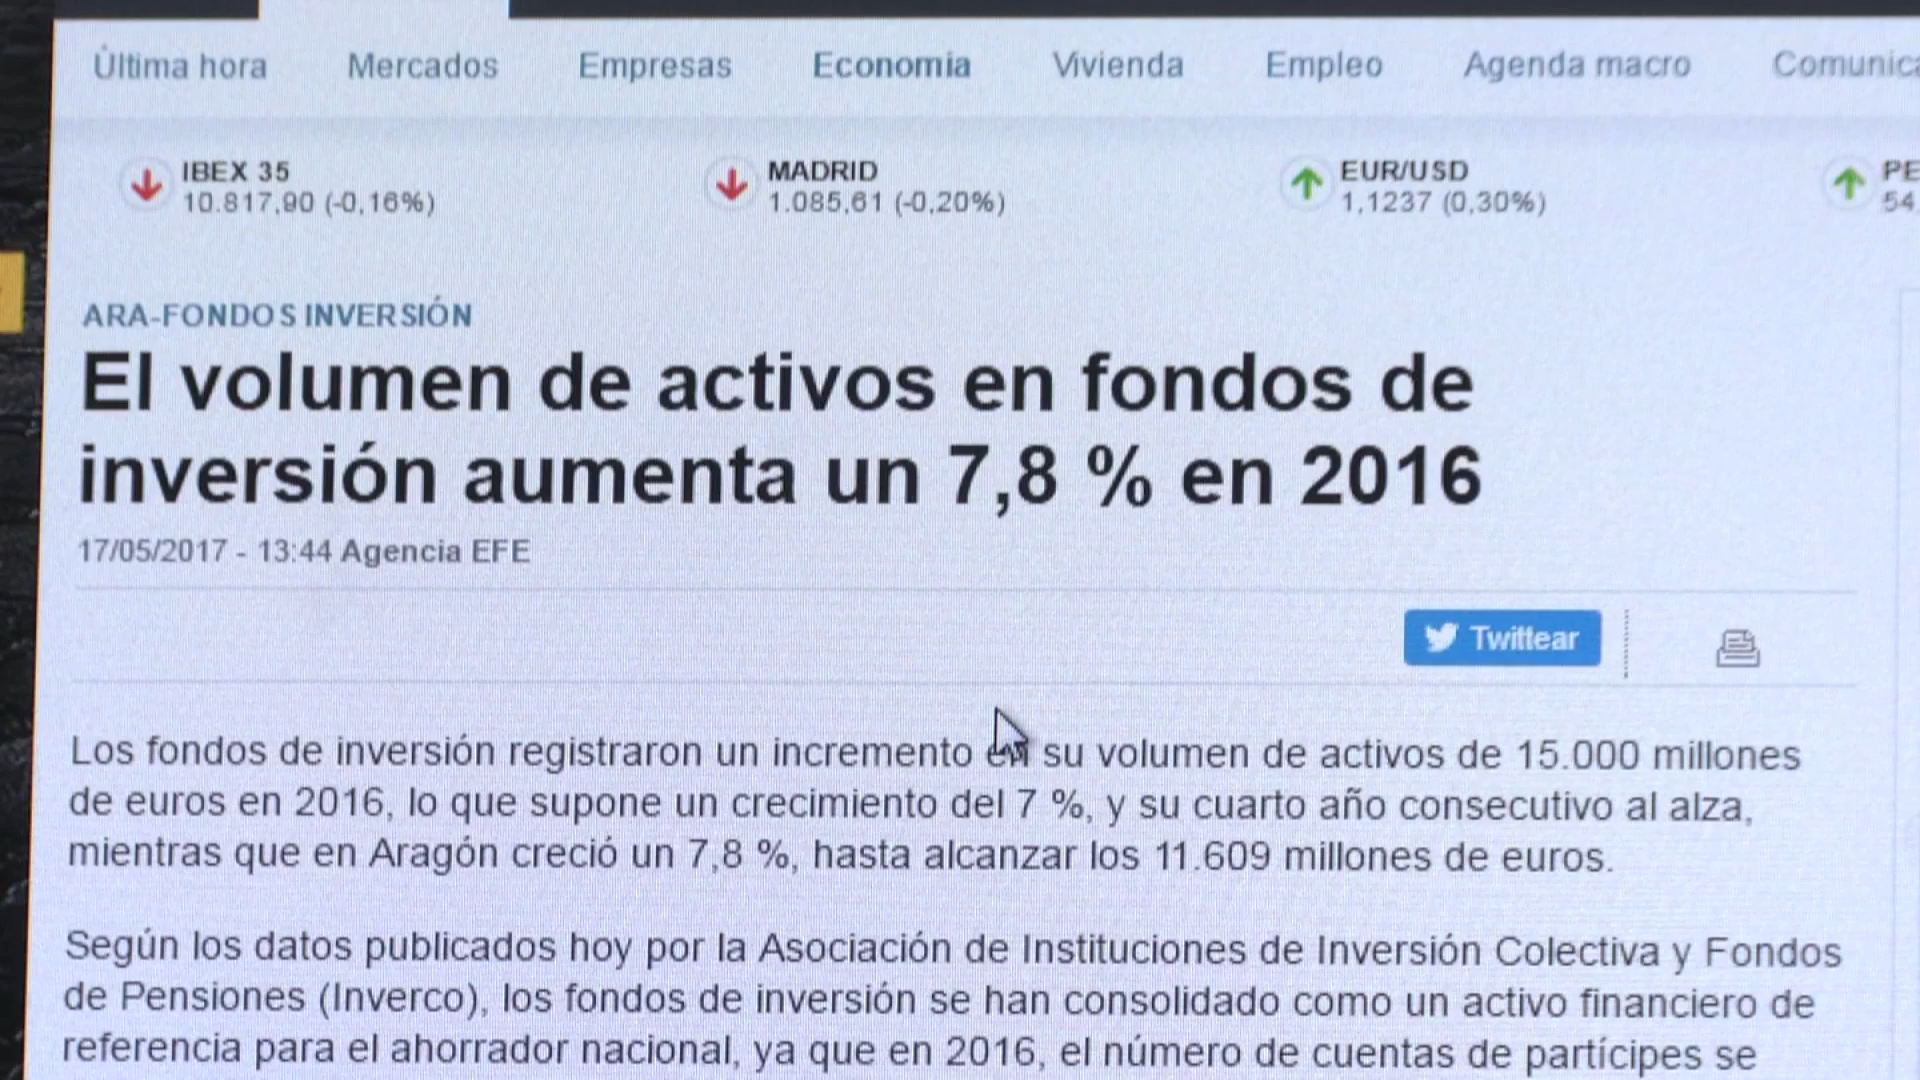 Última hora Mercados Empresas Economía Vivienda Empleo Agenda macro
IBEX 35 MADRID EUR/USD
10.817,90 (-0,16%) 1.085,61 (-0,20%) 1,1237 (0,30%)
ARA-FONDOS INVERSIÓN
El volumen de activos en fondos de
inversión aumenta un 7,8 % en 2016
17/05/2017 - 13:44 Agencia EFE
Twittear
Los fondos de inversión registraron un incremento en su volumen de activos de 15.000 millones
de euros en 2016, lo que supone un crecimiento del 7 %, y su cuarto año consecutivo al alza,
mientras que en Aragón creció un 7,8 %, hasta alcanzar los 11.609 millones de euros.
Según los datos publicados hoy por la Asociación de Instituciones de Inversión Colectiva y Fondos
de Pensiones (Inverco), los fondos de inversión se han consolidado como un activo financiero de
referencia para el ahorrador nacional, ya que en 2016, el número de cuentas de partícipes se